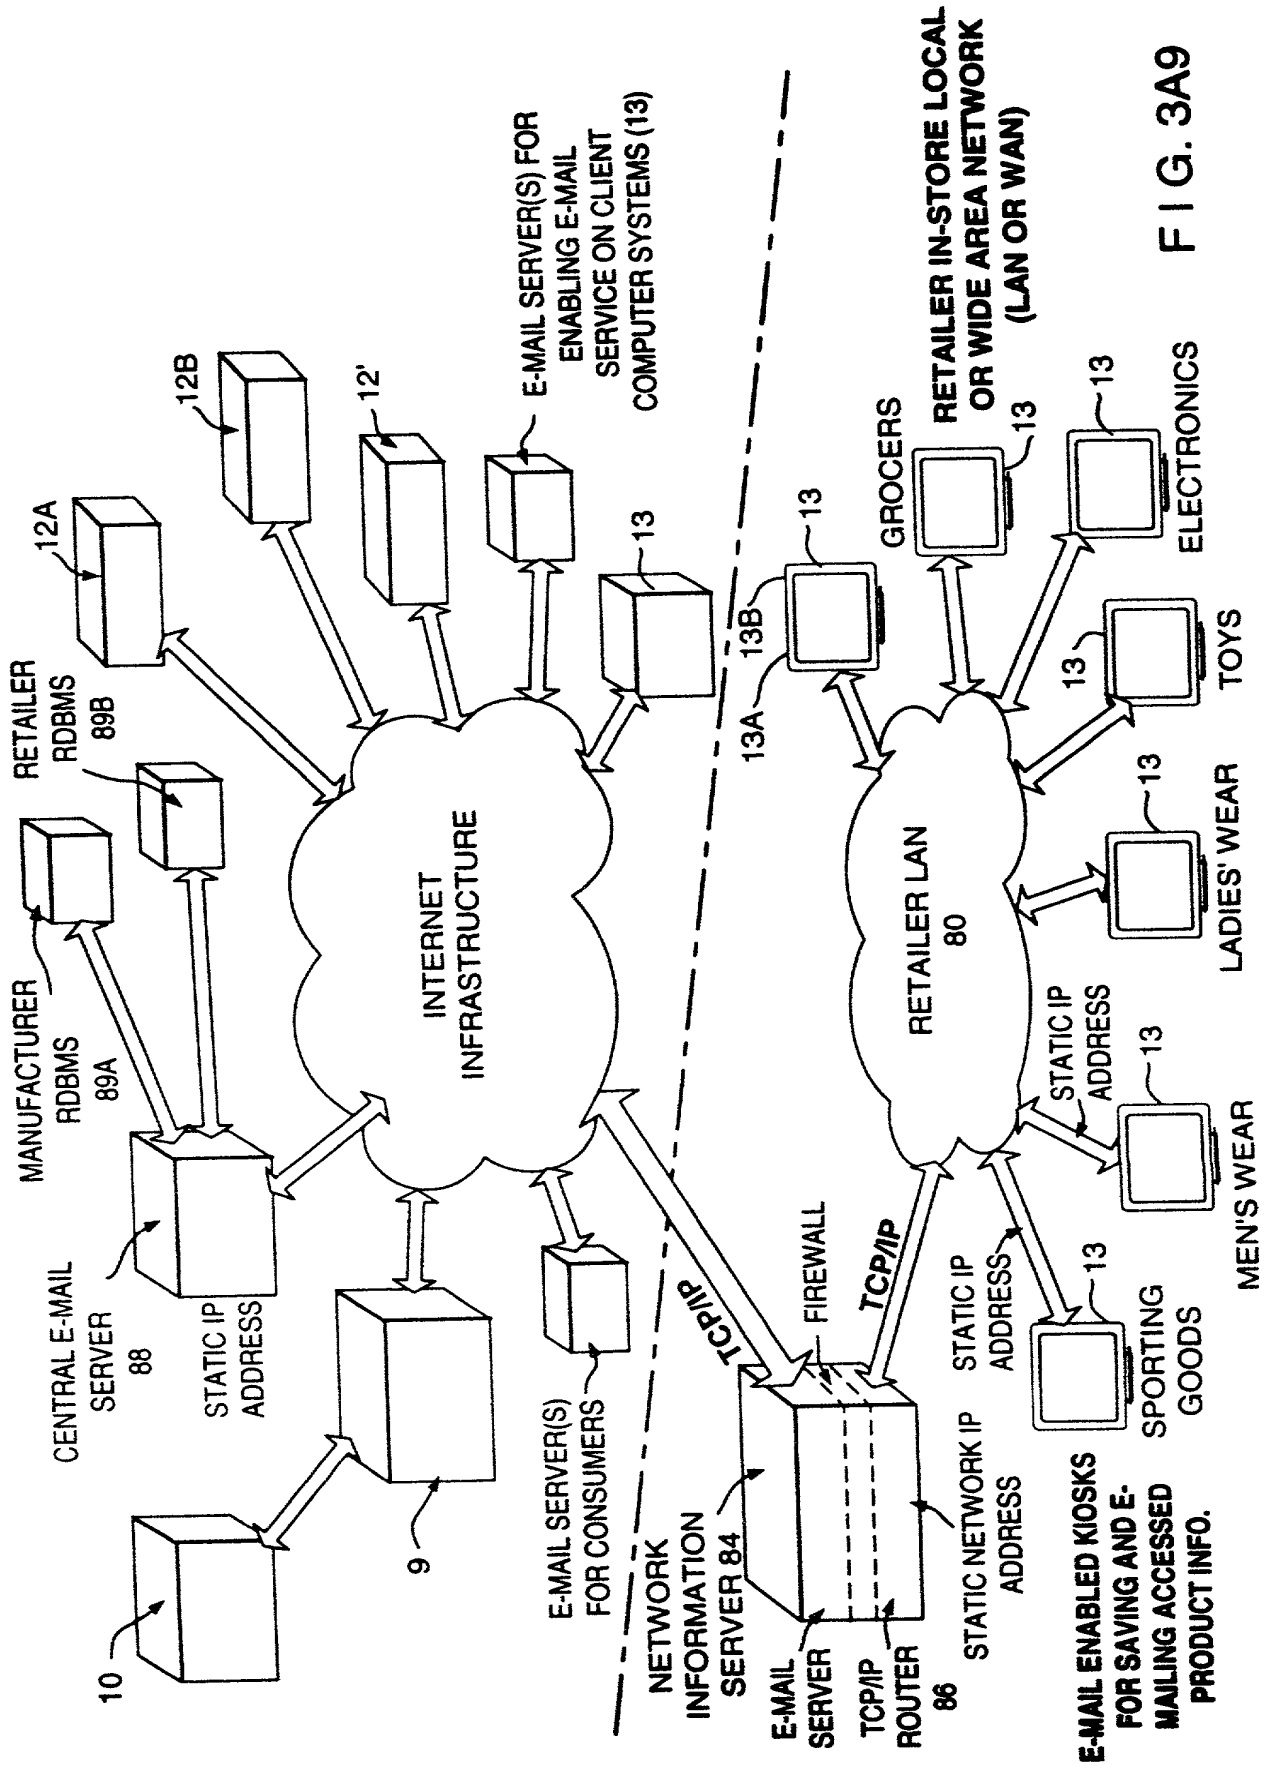 10
9
CENTRAL E-MAIL
SERVER
88
STATIC IP
ADDRESS
MANUFACTURER
RDBMS
89A
RETAILER
RDBMS
89B
12A
12B
12'
E-MAIL SERVER(S) FOR
ENABLING E-MAIL
SERVICE ON CLIENT
COMPUTER SYSTEMS (13)
13
INTERNET
INFRASTRUCTURE
E-MAIL SERVER(S)
FOR CONSUMERS
TCP/IP
NETWORK
INFORMATION
SERVER 84
E-MAIL
SERVER
TCP/IP
ROUTER
86
FIREWALL
TCP/IP
STATIC NETWORK IP
ADDRESS
RETAILER LAN
80
13A
13B
13
GROCERS
13
RETAILER IN-STORE LOCAL
OR WIDE AREA NETWORK
(LAN OR WAN)
13
ELECTRONICS
13
TOYS
13
LADIES' WEAR
STATIC IP
ADDRESS
13
MEN'S WEAR
STATIC IP
ADDRESS
13
SPORTING
GOODS
E-MAIL ENABLED KIOSKS
FOR SAVING AND E-
MAILING ACCESSED
PRODUCT INFO.
FIG. 3A9